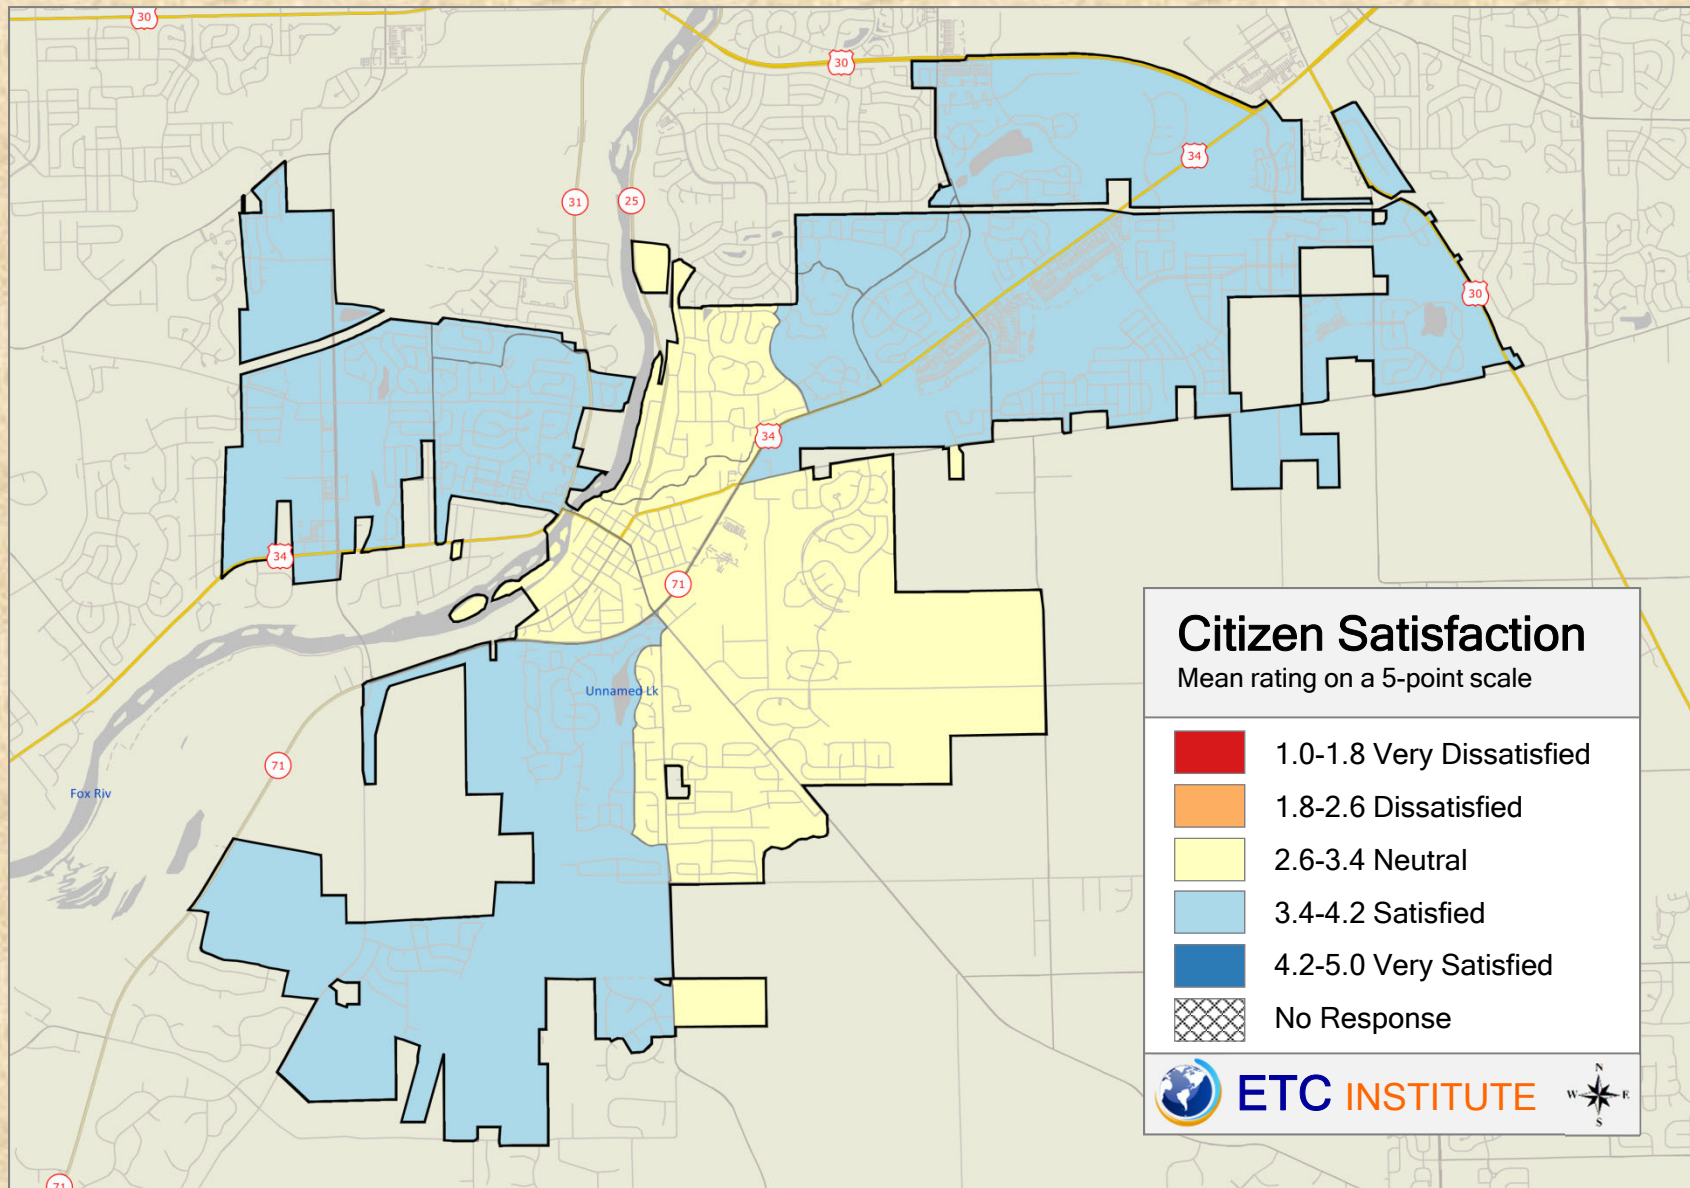 30
30
34
31
25
30
34
34
71
Unnamed Lk
71
Fox Riv
71
Citizen Satisfaction
Mean rating on a 5-point scale
1.0-1.8 Very Dissatisfied
1.8-2.6 Dissatisfied
2.6-3.4 Neutral
3.4-4.2 Satisfied
4.2-5.0 Very Satisfied
No Response
ETC INSTITUTE
N
W E
S